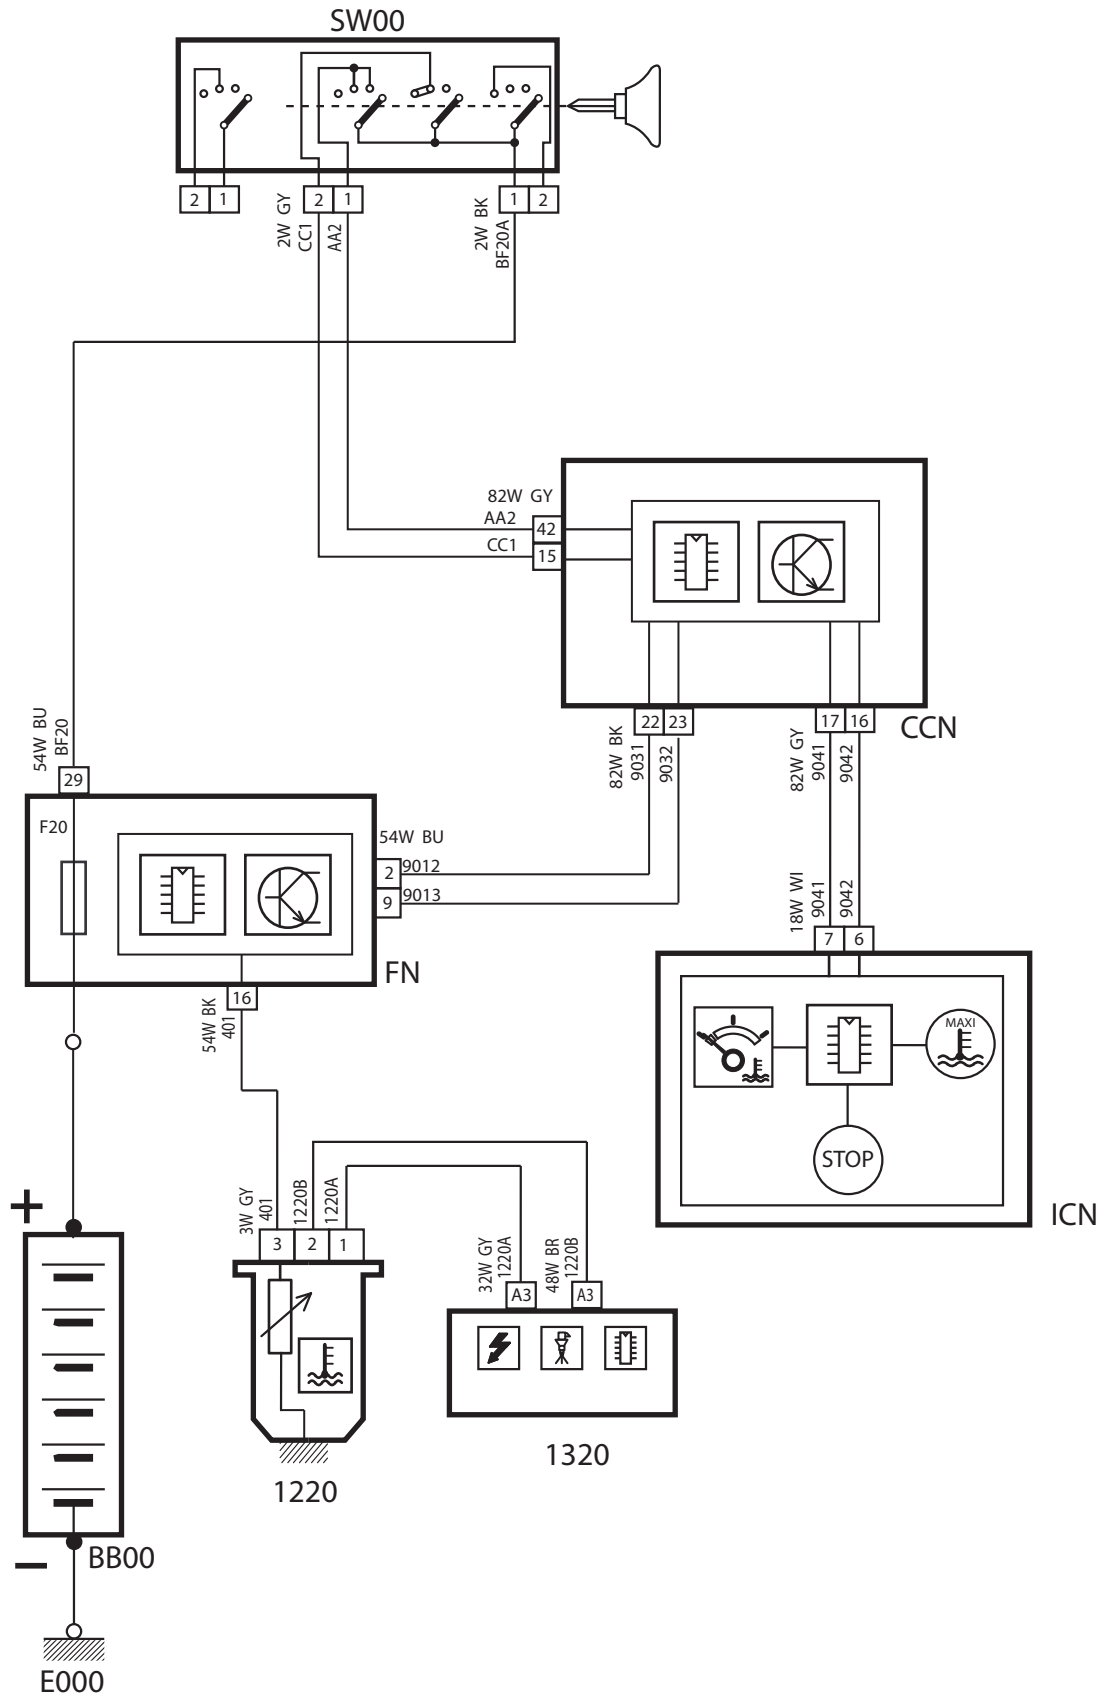 SW00
2
1
2
1
1
2
2W GY
CC1
AA2
2W BK
BF20A
82W GY
AA2
42
CC1
15
22
23
17
16
CCN
82W BK
9031
9032
82W GY
9041
9042
54W BU
BF20
29
F20
54W BU
2
9012
9
9013
FN
16
54W BK
401
18W WI
9041
9042
7
6
MAXI
STOP
ICN
3W GY
401
1220B
1220A
3
2
1
32W GY
1220A
48W BR
1220B
A3
A3
1320
1220
+
−
BB00
E000